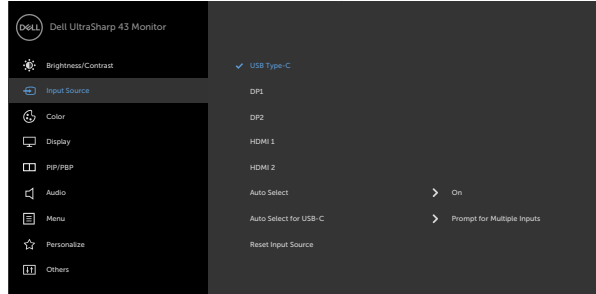 DELL Dell UltraSharp 43 Monitor
Brightness/Contrast
USB Type-C
Input Source
DP1
Color
DP2
Display
HDMI 1
PIP/PBP
HDMI 2
Audio
Auto Select
On
Menu
Auto Select for USB-C
Prompt for Multiple Inputs
Personalize
Reset Input Source
Others